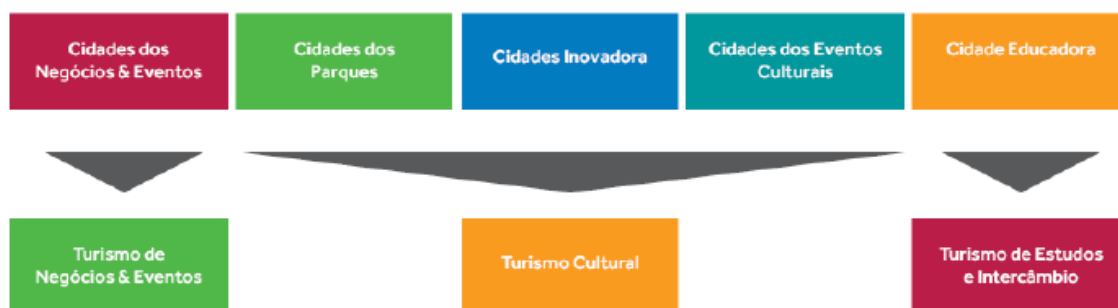 Cidades dos
Negócios & Eventos
Cidades dos
Parques
Cidades Inovadora
Cidades dos Eventos
Culturais
Cidade Educadora
Turismo de
Negócios & Eventos
Turismo Cultural
Turismo de Estudos
e Intercâmbio